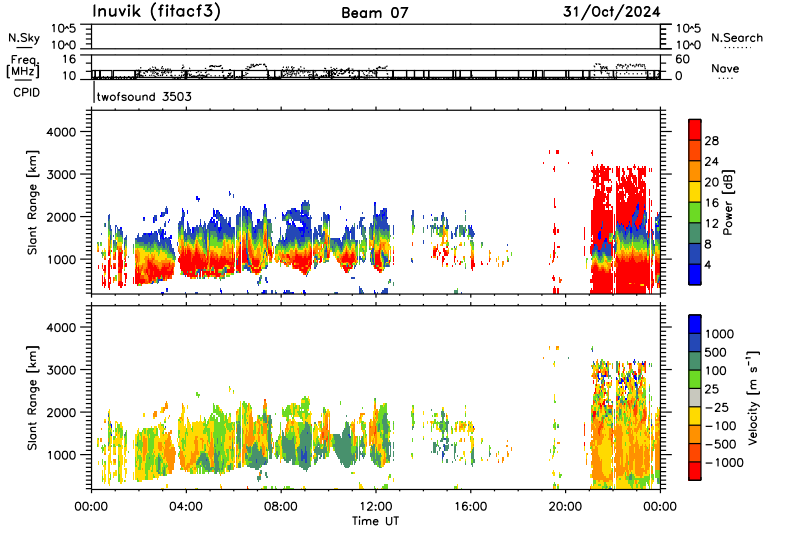 Inuvik (fitacf3) Beam 07 31/Oct/2024
N.Sky 10^5 10^0 10^5 10^0 N.Search
Freq. [MHz] 16 10 60 0 Nave
CPID twofsound 3503
Slant Range [km] 4000 3000 2000 1000
28 24 20 16 12 8 4 Power [dB]
Slant Range [km] 4000 3000 2000 1000
1000 500 100 25 −25 −100 −500 −1000 Velocity [m s⁻¹]
00:00 04:00 08:00 12:00 16:00 20:00 00:00
Time UT